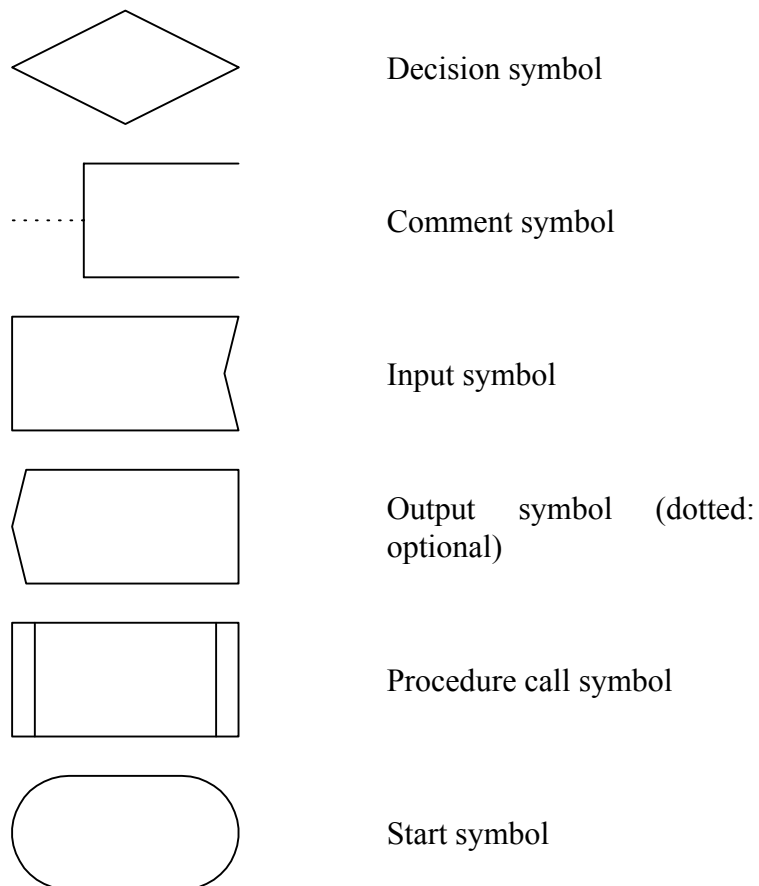 Decision symbol
Comment symbol
Input symbol
Output symbol (dotted:
optional)
Procedure call symbol
Start symbol